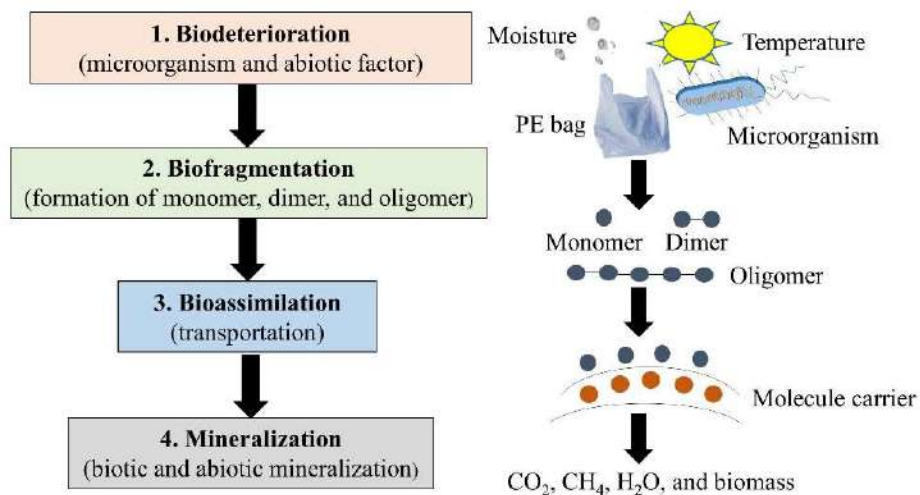 1. Biodeterioration
(microorganism and abiotic factor)
2. Biofragmentation
(formation of monomer, dimer, and oligomer)
3. Bioassimilation
(transportation)
4. Mineralization
(biotic and abiotic mineralization)
Moisture
Temperature
PE bag
Microorganism
Monomer
Dimer
Oligomer
Molecule carrier
CO₂, CH₄, H₂O, and biomass